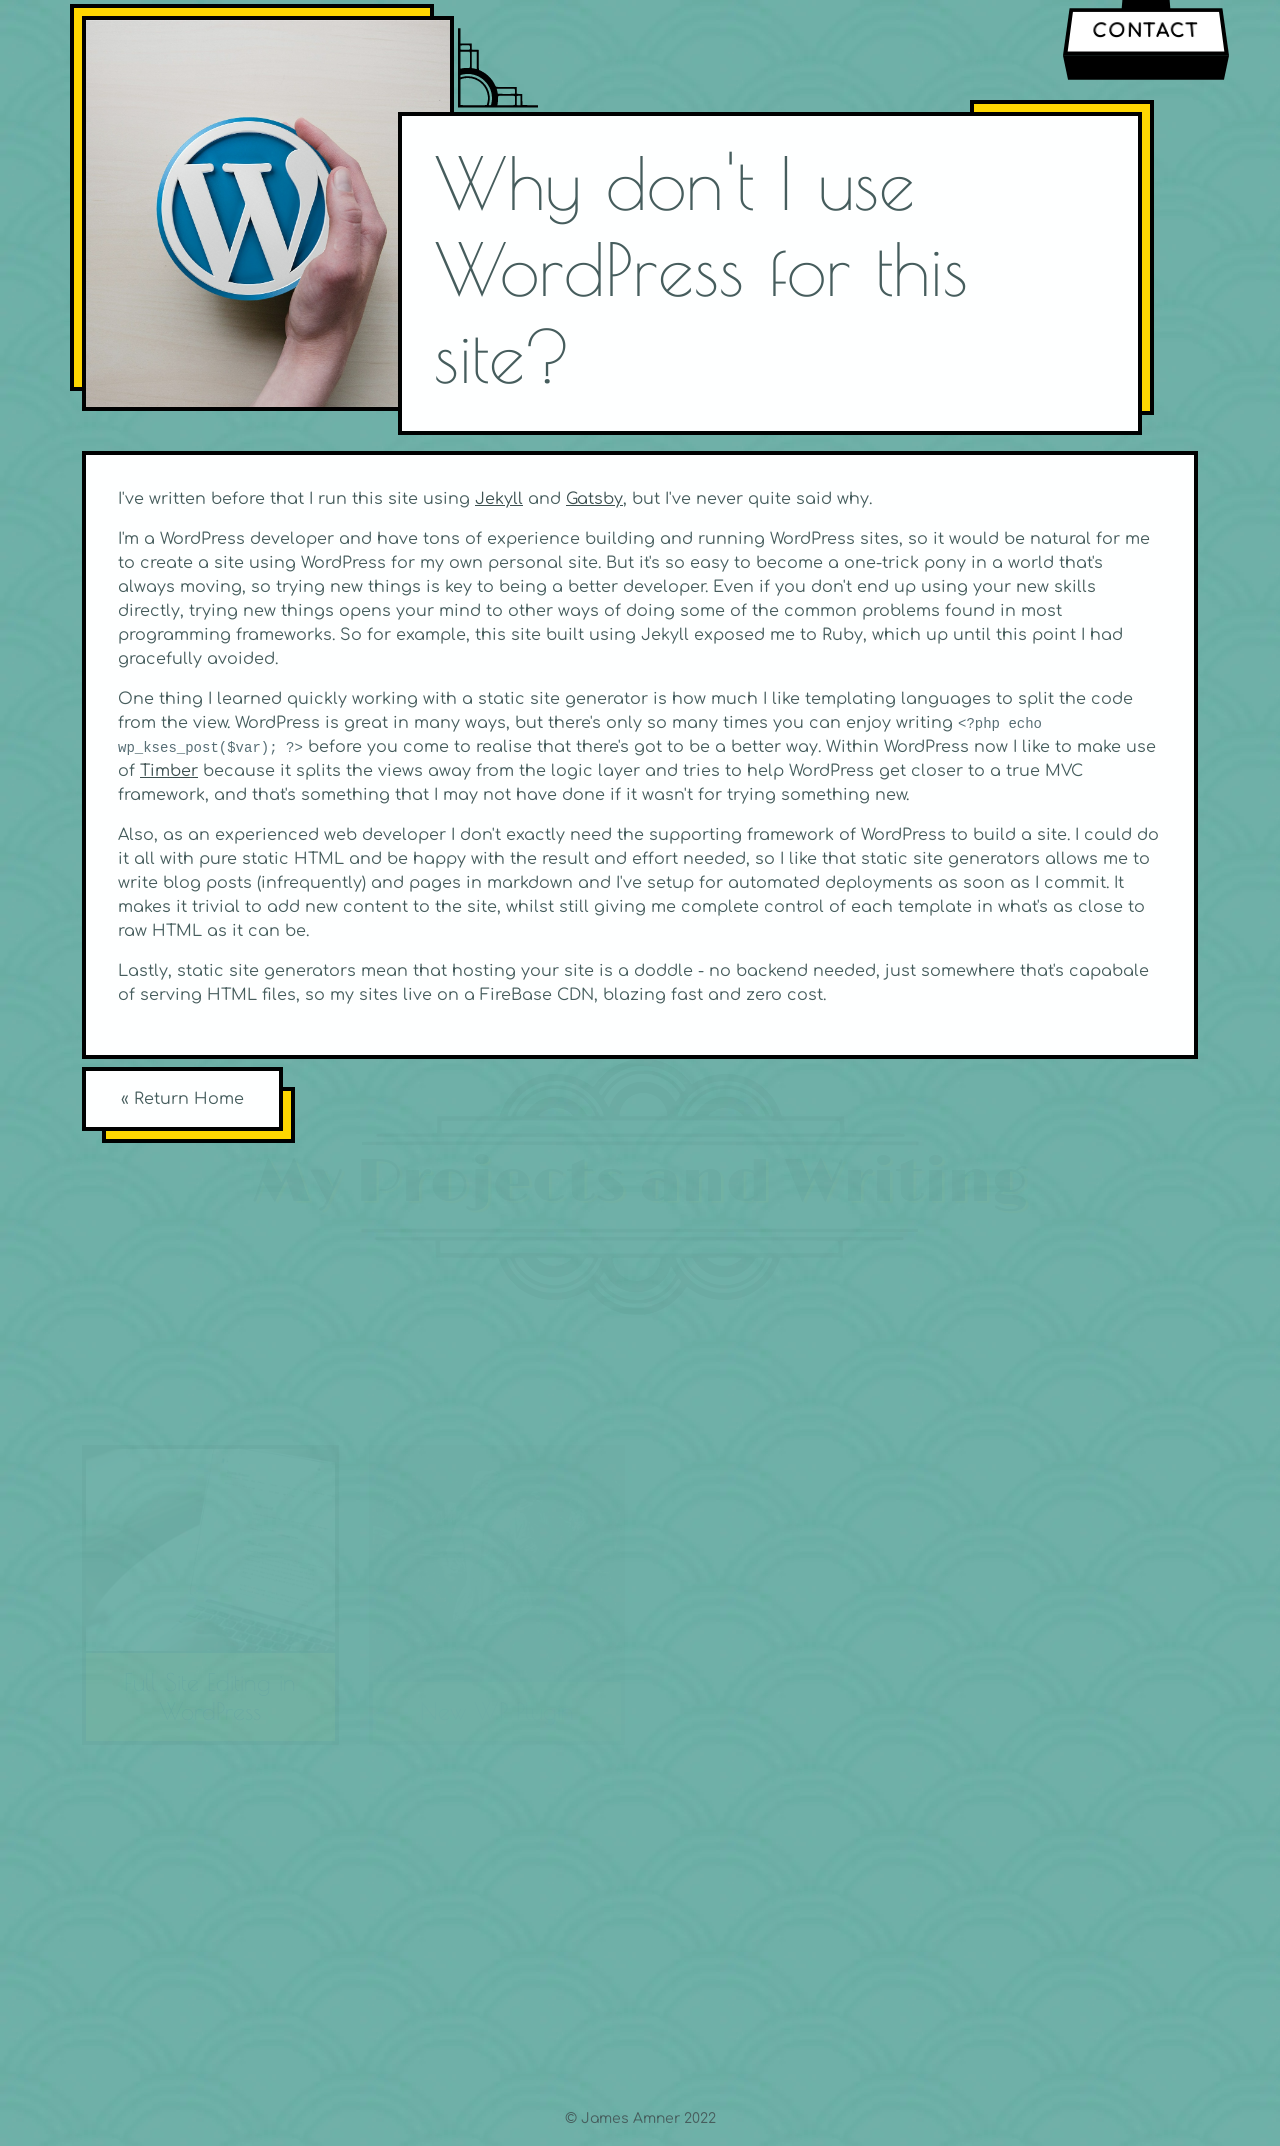 CONTACT
Why don't I use
WordPress for this
site?
I've written before that I run this site using Jekyll and Gatsby, but I've never quite said why.
I'm a WordPress developer and have tons of experience building and running WordPress sites, so it would be natural for me
to create a site using WordPress for my own personal site. But it's so easy to become a one-trick pony in a world that's
always moving, so trying new things is key to being a better developer. Even if you don't end up using your new skills
directly, trying new things opens your mind to other ways of doing some of the common problems found in most
programming frameworks. So for example, this site built using Jekyll exposed me to Ruby, which up until this point I had
gracefully avoided.
One thing I learned quickly working with a static site generator is how much I like templating languages to split the code
from the view. WordPress is great in many ways, but there's only so many times you can enjoy writing <?php echo
wp_kses_post($var); ?> before you come to realise that there's got to be a better way. Within WordPress now I like to make use
of Timber because it splits the views away from the logic layer and tries to help WordPress get closer to a true MVC
framework, and that's something that I may not have done if it wasn't for trying something new.
Also, as an experienced web developer I don't exactly need the supporting framework of WordPress to build a site. I could do
it all with pure static HTML and be happy with the result and effort needed, so I like that static site generators allows me to
write blog posts (infrequently) and pages in markdown and I've setup for automated deployments as soon as I commit. It
makes it trivial to add new content to the site, whilst still giving me complete control of each template in what's as close to
raw HTML as it can be.
Lastly, static site generators mean that hosting your site is a doddle - no backend needed, just somewhere that's capabale
of serving HTML files, so my sites live on a FireBase CDN, blazing fast and zero cost.
« Return Home
My Projects and Writing
Full Site Editing in
WordPress
© James Amner 2022